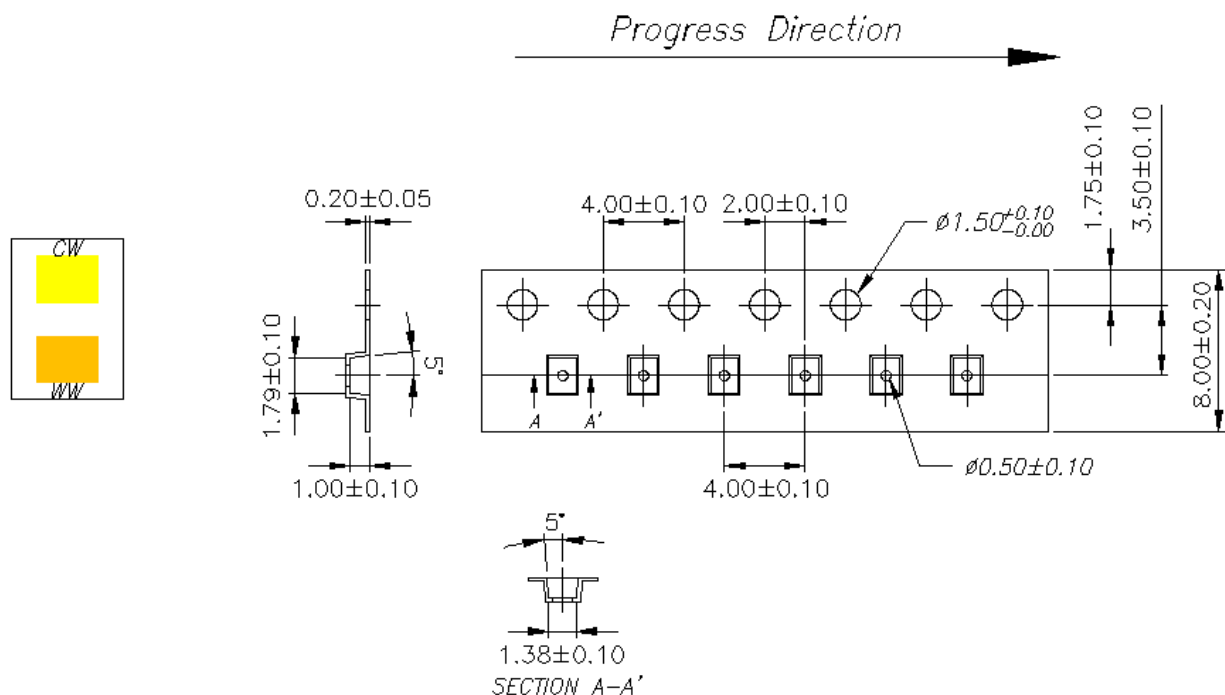 Progress Direction
1.75±0.10
3.50±0.10
0.20±0.05
4.00±0.10
2.00±0.10
ø1.50+0.10
-0.00
CW
WW
1.79±0.10
5°
8.00±0.20
A
A'
1.00±0.10
4.00±0.10
ø0.50±0.10
5°
1.38±0.10
SECTION A-A'